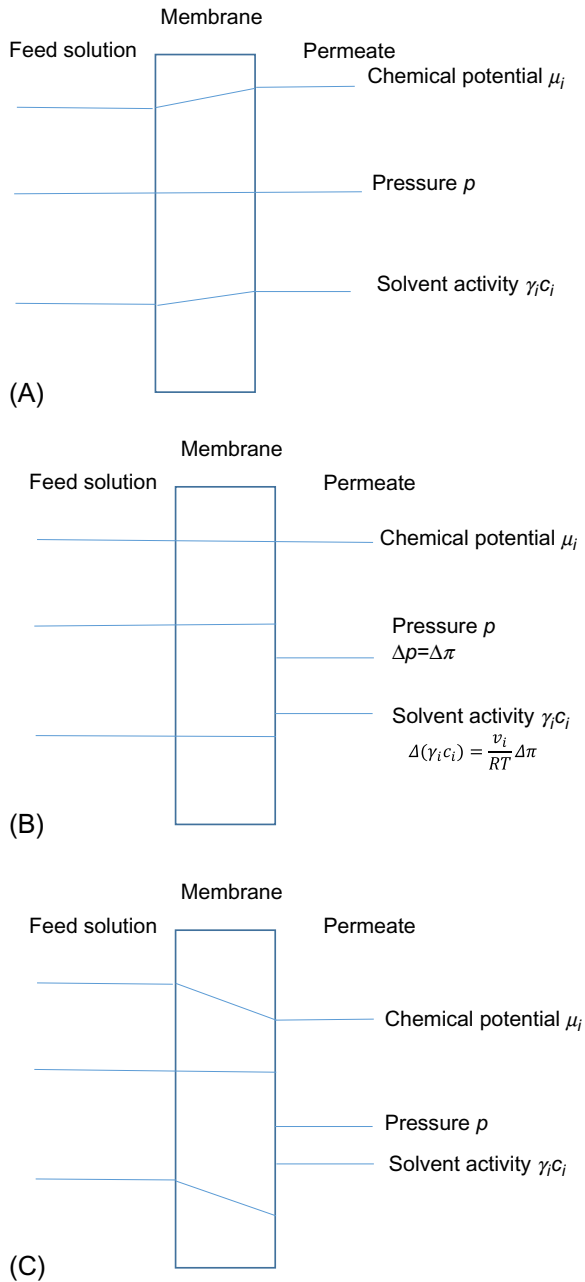 Membrane
Feed solution
Permeate
Chemical potential μᵢ
Pressure p
Solvent activity γᵢcᵢ
(A)
Membrane
Feed solution
Permeate
Chemical potential μᵢ
Pressure p
Δp=Δπ
Solvent activity γᵢcᵢ
Δ(γᵢcᵢ) = vᵢ/RT Δπ
(B)
Membrane
Feed solution
Permeate
Chemical potential μᵢ
Pressure p
Solvent activity γᵢcᵢ
(C)